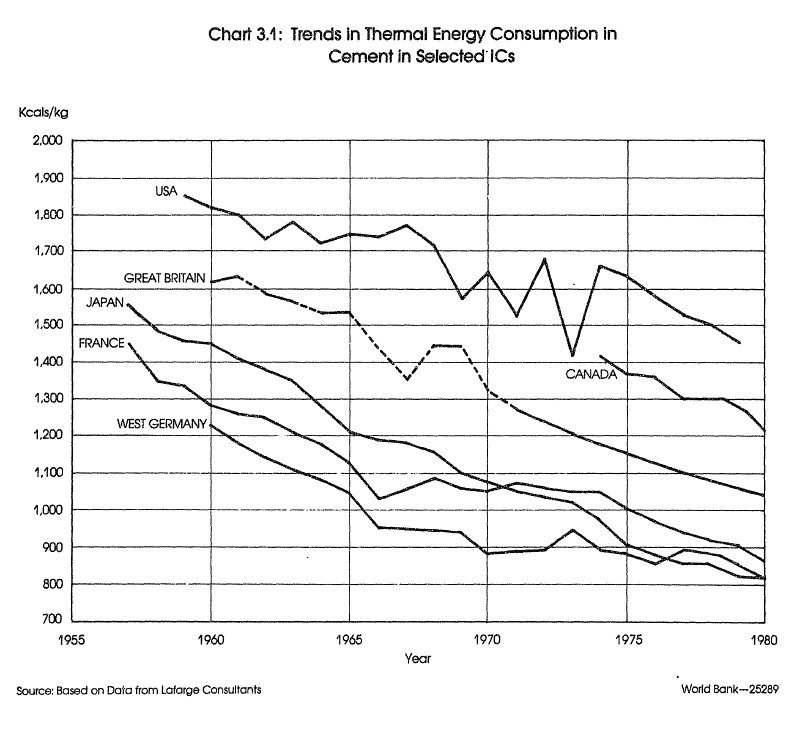 Chart 3.1: Trends in Thermal Energy Consumption in
Cement in Selected ICs
Kcals/kg
2,000
1,900
1,800
1,700
1,600
1,500
1,400
1,300
1,200
1,100
1,000
900
800
700
USA
GREAT BRITAIN
JAPAN
FRANCE
CANADA
WEST GERMANY
1955 1960 1965 1970 1975 1980
Year
Source: Based on Data from Lafarge Consultants
World Bank—25289